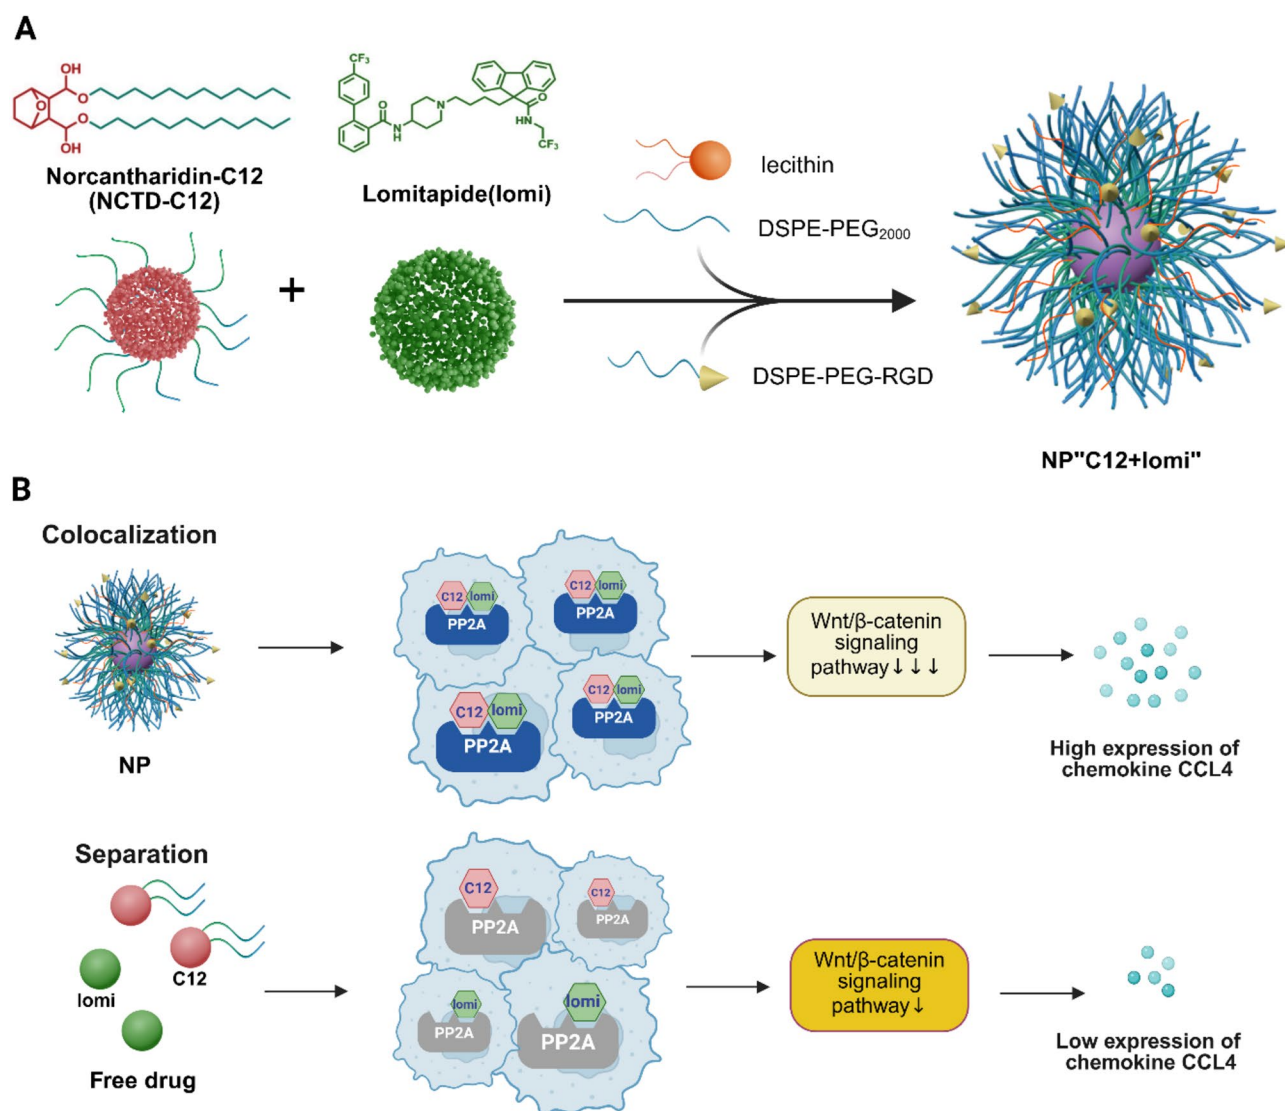 A
OH
O
O
O
OH
Norcantharidin-C12
(NCTD-C12)
CF₃
O
HN
N
O
HN
CF₃
Lomitapide(lomi)
+
lecithin
DSPE-PEG₂₀₀₀
DSPE-PEG-RGD
NP"C12+lomi"
B
Colocalization
NP
C12 lomi
PP2A
C12 lomi
PP2A
C12 lomi
PP2A
C12 lomi
PP2A
Wnt/β-catenin
signaling
pathway↓↓↓
High expression of
chemokine CCL4
Separation
C12
lomi
Free drug
C12
PP2A
C12
PP2A
lomi
PP2A
lomi
PP2A
Wnt/β-catenin
signaling
pathway↓
Low expression of
chemokine CCL4